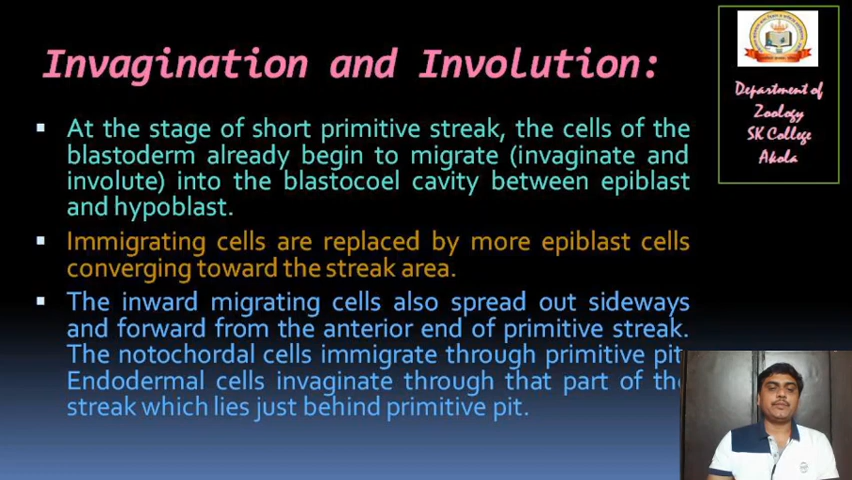 Invagination and Involution:
At the stage of short primitive streak, the cells of the
blastoderm already begin to migrate (invaginate and
involute) into the blastocoel cavity between epiblast
and hypoblast.
Immigrating cells are replaced by more epiblast cells
converging toward the streak area.
The inward migrating cells also spread out sideways
and forward from the anterior end of primitive streak.
The notochordal cells immigrate through primitive pit.
Endodermal cells invaginate through that part of the
streak which lies just behind primitive pit.
Department of
Zoology
SK College
Akola